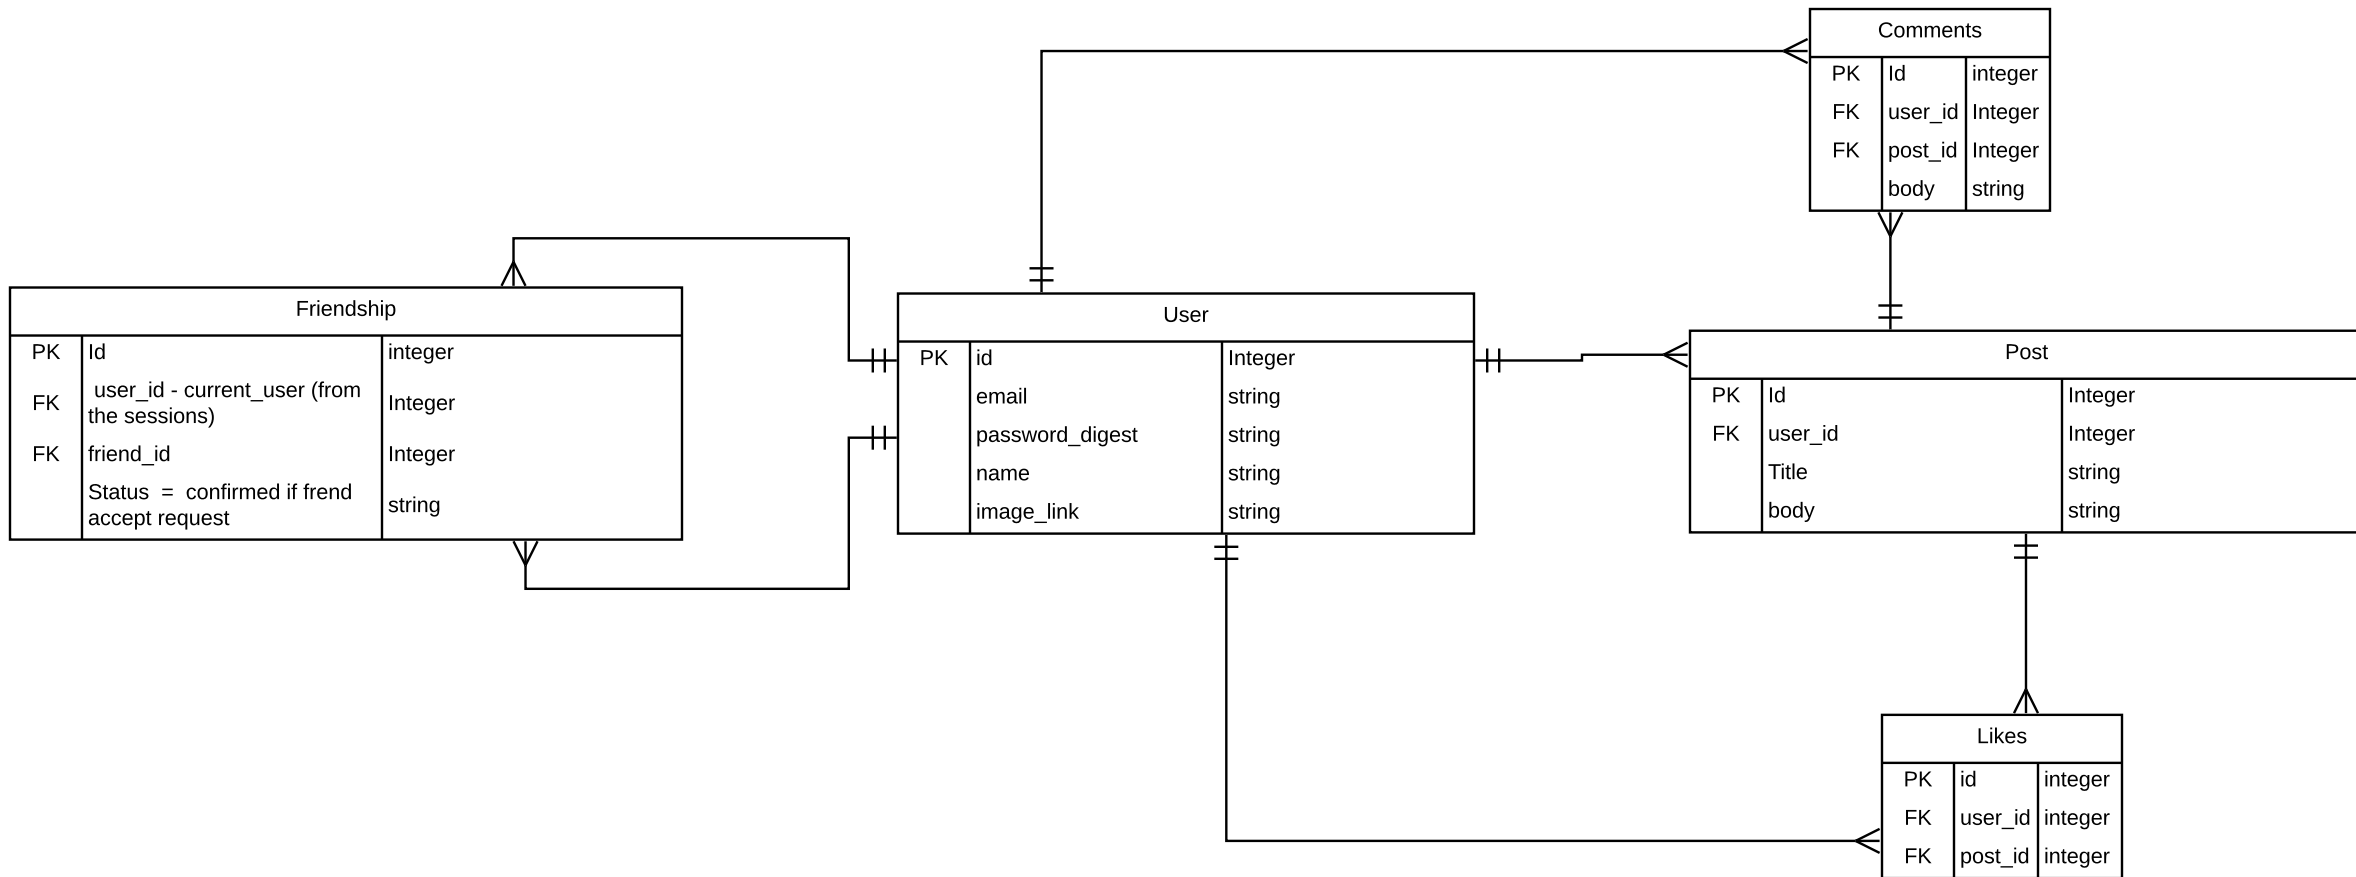 Comments
PK Id integer
FK user_id Integer
FK post_id Integer
body string
Friendship
PK Id integer
FK user_id - current_user (from
the sessions) Integer
FK friend_id Integer
Status = confirmed if frend
accept request string
User
PK id Integer
email string
password_digest string
name string
image_link string
Post
PK Id Integer
FK user_id Integer
Title string
body string
Likes
PK id integer
FK user_id integer
FK post_id integer